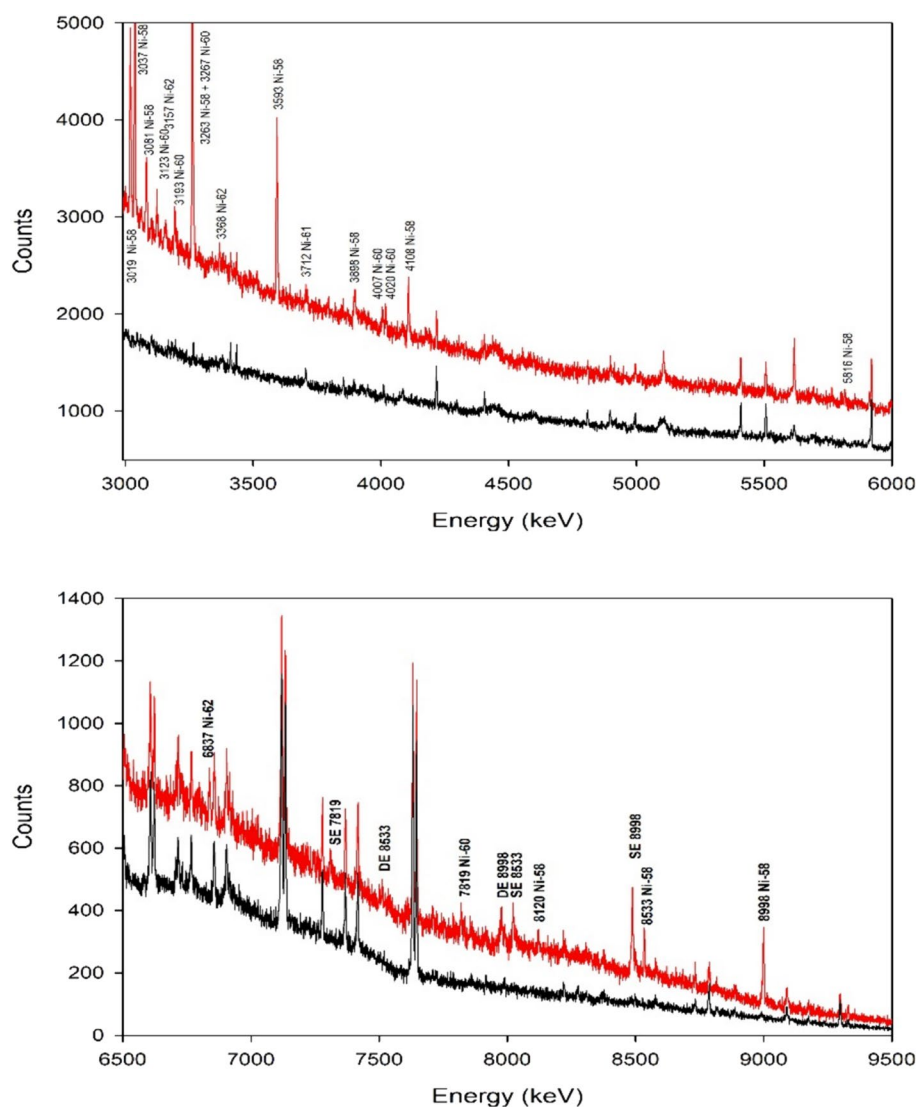 5000
4000
3000
2000
1000
Counts
3019 Ni-58
3037 Ni-58
3081 Ni-58
3123 Ni-60
3157 Ni-62
3193 Ni-60
3263 Ni-58 + 3267 Ni-60
3368 Ni-62
3593 Ni-58
3712 Ni-61
3898 Ni-58
4007 Ni-60
4020 Ni-60
4108 Ni-58
5816 Ni-58
3000 3500 4000 4500 5000 5500 6000
Energy (keV)
1400
1200
1000
800
600
400
200
0
Counts
6837 Ni-62
SE 7819
DE 8533
7819 Ni-60
DE 8998
SE 8533
8120 Ni-58
SE 8998
8533 Ni-58
8998 Ni-58
6500 7000 7500 8000 8500 9000 9500
Energy (keV)